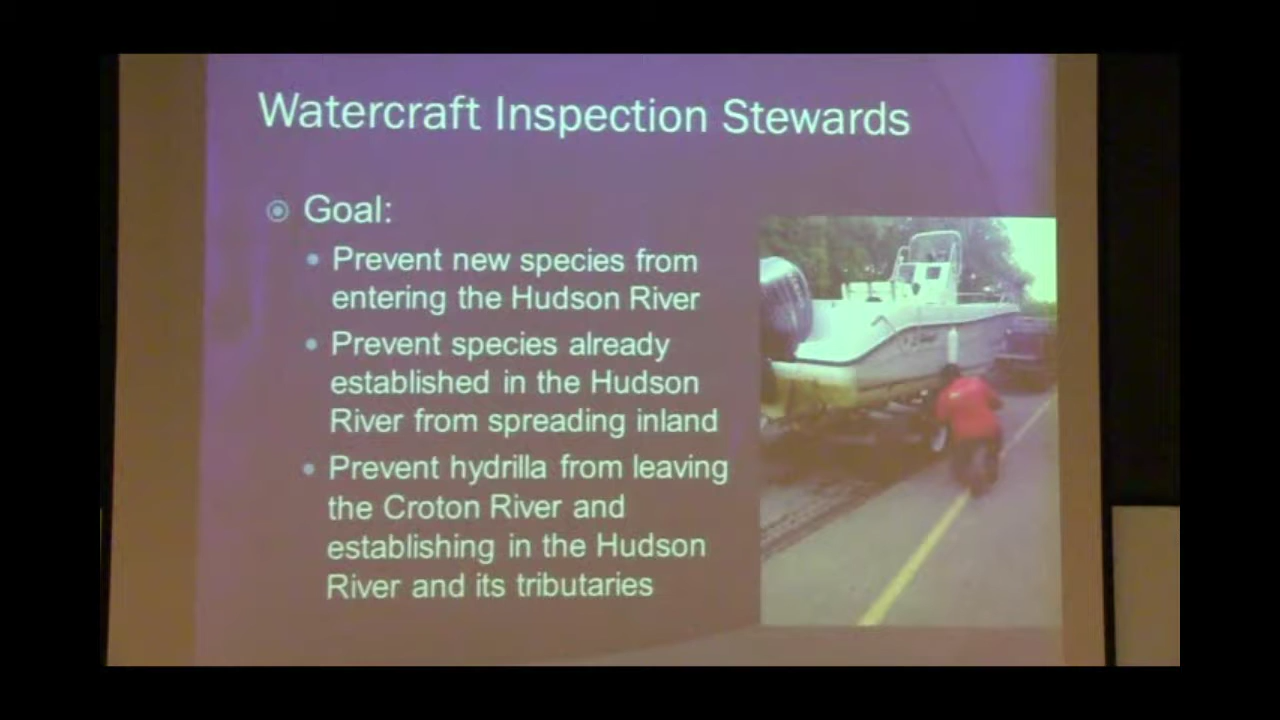 Watercraft Inspection Stewards
Goal:
Prevent new species from
entering the Hudson River
Prevent species already
established in the Hudson
River from spreading inland
Prevent hydrilla from leaving
the Croton River and
establishing in the Hudson
River and its tributaries